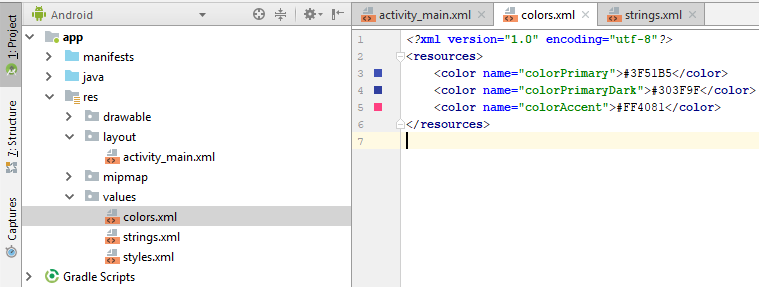 1: Project
7: Structure
Captures
Android
app
manifests
java
res
drawable
layout
activity_main.xml
mipmap
values
colors.xml
strings.xml
styles.xml
Gradle Scripts
activity_main.xml colors.xml strings.xml
1 <?xml version="1.0" encoding="utf-8"?>
2 <resources>
3 <color name="colorPrimary">#3F51B5</color>
4 <color name="colorPrimaryDark">#303F9F</color>
5 <color name="colorAccent">#FF4081</color>
6 </resources>
7